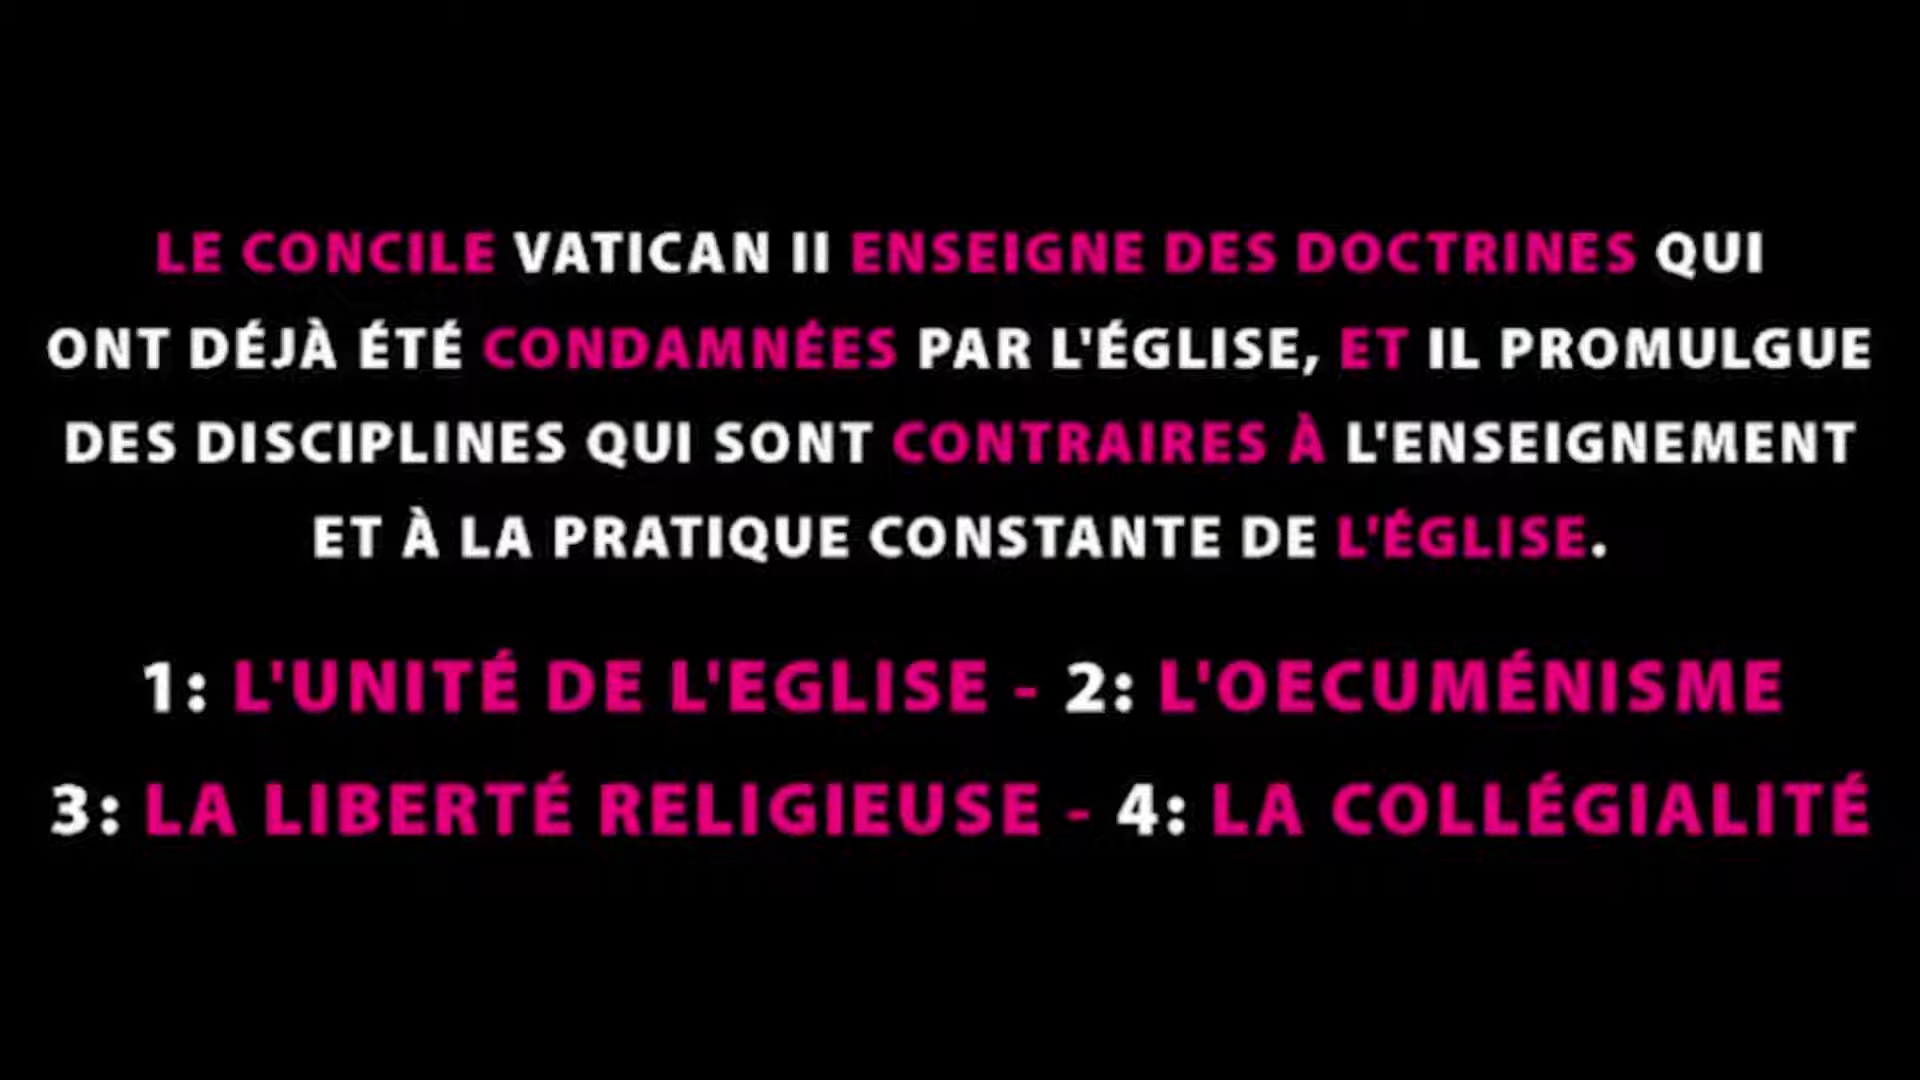 LE CONCILE VATICAN II ENSEIGNE DES DOCTRINES QUI
ONT DÉJÀ ÉTÉ CONDAMNÉES PAR L'ÉGLISE, ET IL PROMULGUE
DES DISCIPLINES QUI SONT CONTRAIRES À L'ENSEIGNEMENT
ET À LA PRATIQUE CONSTANTE DE L'ÉGLISE.
1: L'UNITÉ DE L'EGLISE - 2: L'OECUMÉNISME
3: LA LIBERTÉ RELIGIEUSE - 4: LA COLLÉGIALITÉ